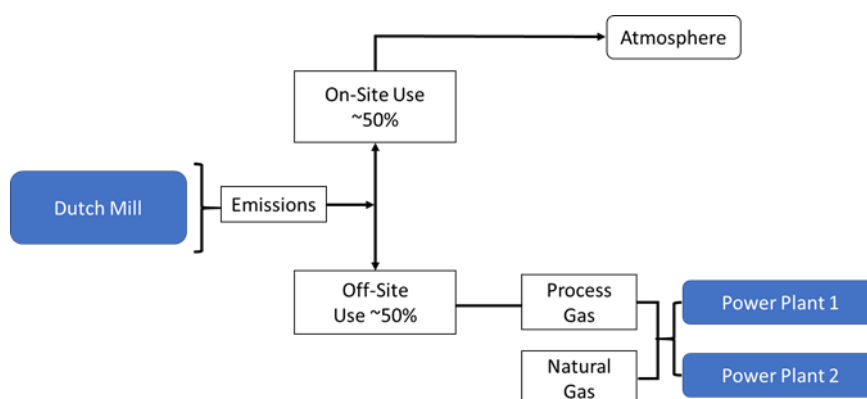 Atmosphere
On-Site Use
~50%
Dutch Mill
Emissions
Off-Site
Use ~50%
Process
Gas
Power Plant 1
Natural
Gas
Power Plant 2